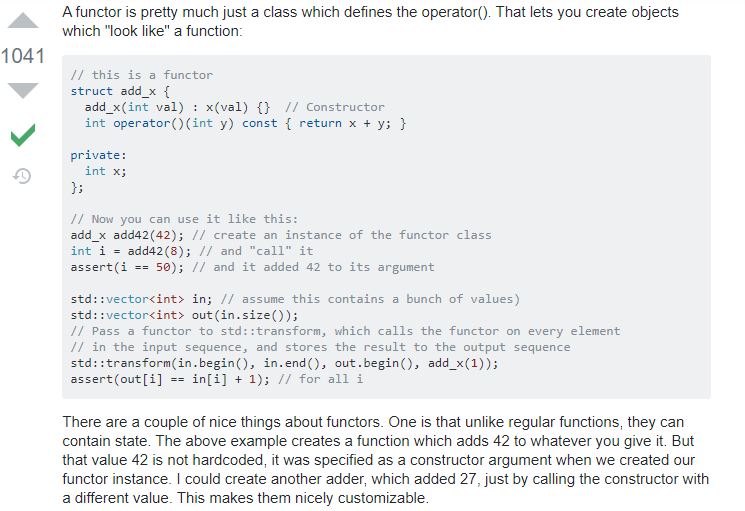 A functor is pretty much just a class which defines the operator(). That lets you create objects
which "look like" a function:
1041
// this is a functor
struct add_x {
  add_x(int val) : x(val) {}  // Constructor
  int operator()(int y) const { return x + y; }

private:
  int x;
};

// Now you can use it like this:
add_x add42(42); // create an instance of the functor class
int i = add42(8); // and "call" it
assert(i == 50); // and it added 42 to its argument

std::vector<int> in; // assume this contains a bunch of values)
std::vector<int> out(in.size());
// Pass a functor to std::transform, which calls the functor on every element
// in the input sequence, and stores the result to the output sequence
std::transform(in.begin(), in.end(), out.begin(), add_x(1));
assert(out[i] == in[i] + 1); // for all i

There are a couple of nice things about functors. One is that unlike regular functions, they can
contain state. The above example creates a function which adds 42 to whatever you give it. But
that value 42 is not hardcoded, it was specified as a constructor argument when we created our
functor instance. I could create another adder, which added 27, just by calling the constructor with
a different value. This makes them nicely customizable.